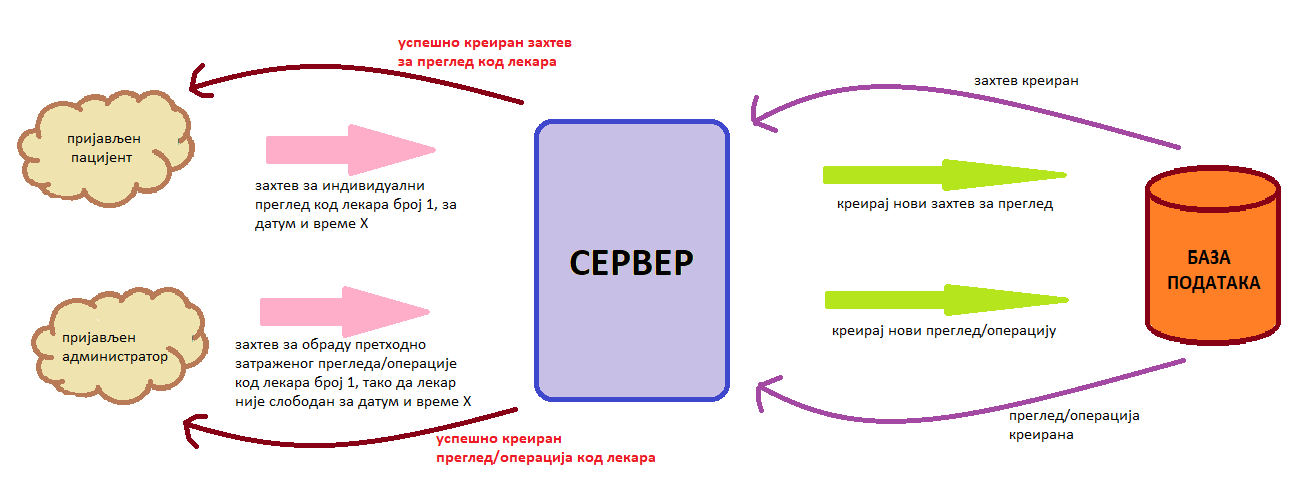 успешно креиран захтев
за преглед код лекара
захтев креиран
пријављен
пацијент
захтев за индивидуални
преглед код лекара број 1, за
датум и време X
креирај нови захтев за преглед
СЕРВЕР
БАЗА
ПОДАТАКА
пријављен
администратор
захтев за обраду претходно
затраженог прегледа/операције
код лекара број 1, тако да лекар
није слободан за датум и време X
креирај нови преглед/операцију
успешно креиран
преглед/операција код лекара
преглед/операција
креирана